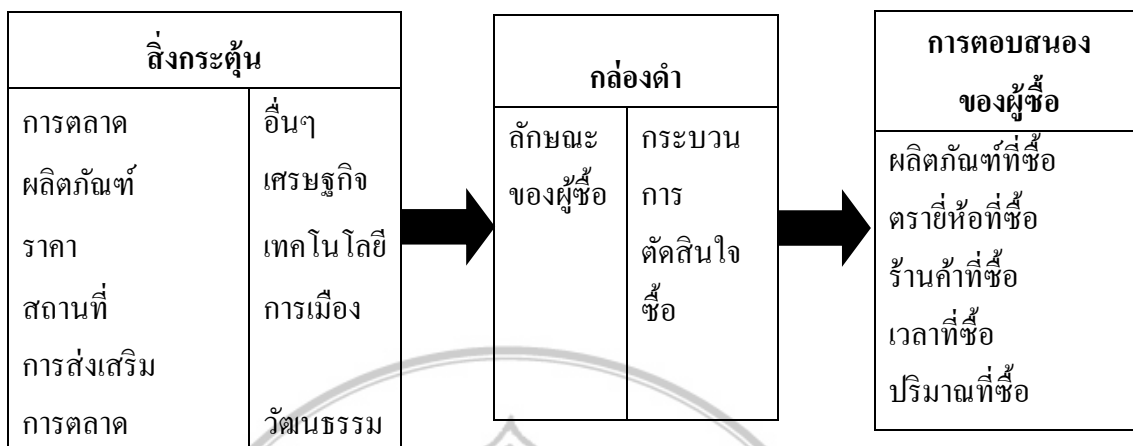 สิ่งกระตุ้น
การตลาด
ผลิตภัณฑ์
ราคา
สถานที่
การส่งเสริม
การตลาด
อื่นๆ
เศรษฐกิจ
เทคโนโลยี
การเมือง
วัฒนธรรม
กล่องดำ
ลักษณะ
ของผู้ซื้อ
กระบวน
การ
ตัดสินใจ
ซื้อ
การตอบสนอง
ของผู้ซื้อ
ผลิตภัณฑ์ที่ซื้อ
ตรายี่ห้อที่ซื้อ
ร้านค้าที่ซื้อ
เวลาที่ซื้อ
ปริมาณที่ซื้อ